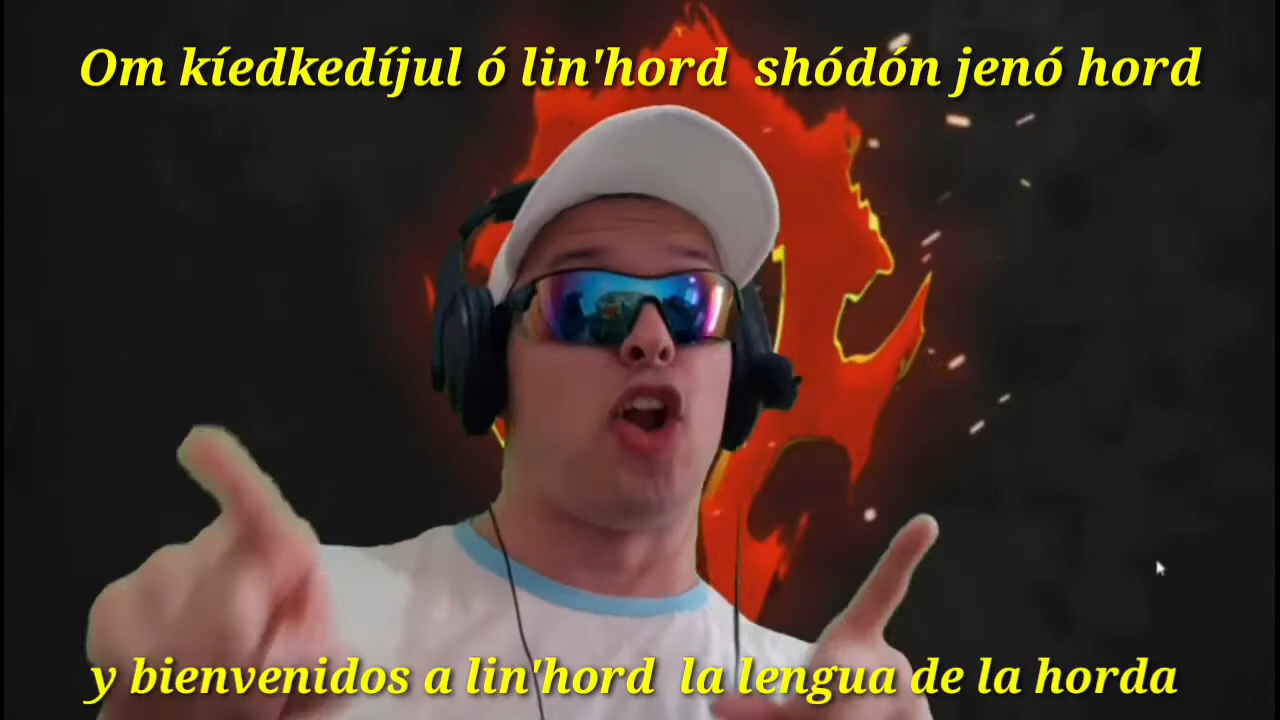 Om kíedkedíjul ó lin'hord shódón jenó hord
y bienvenidos a lin'hord la lengua de la horda